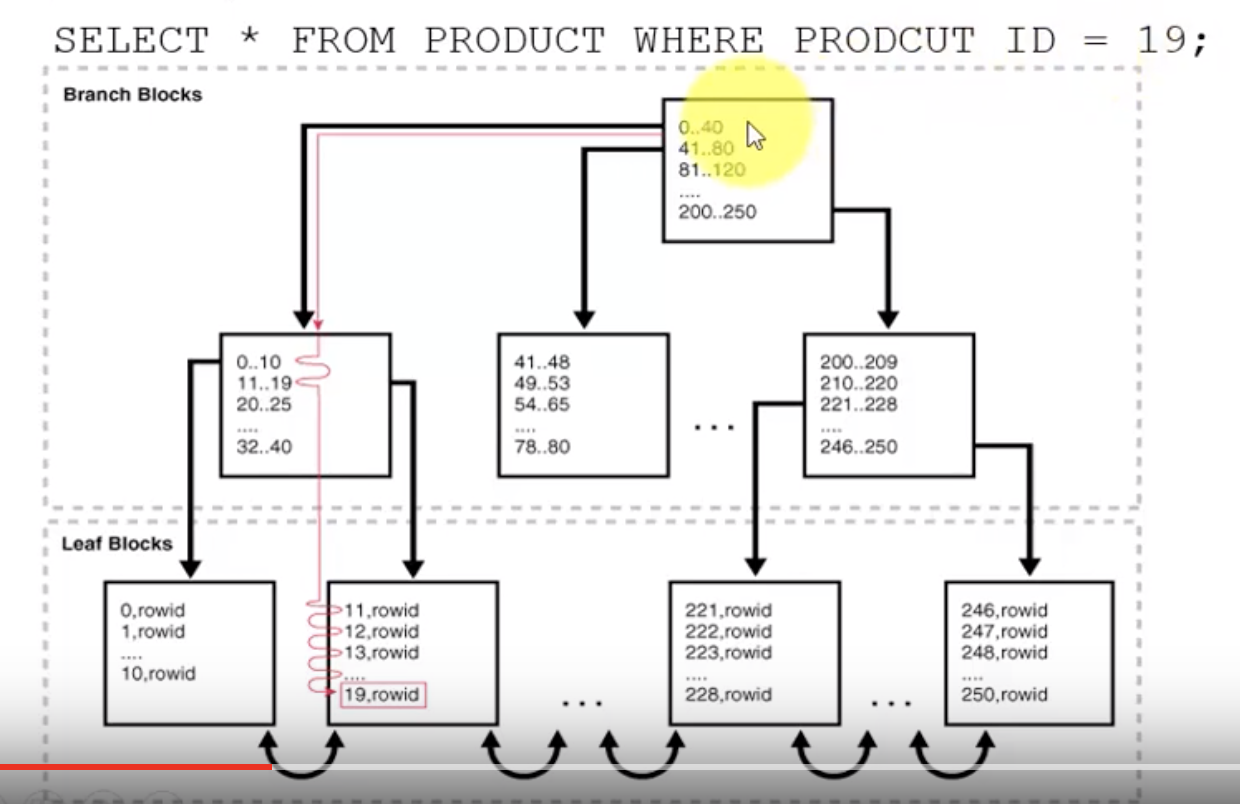 SELECT * FROM PRODUCT WHERE PRODCUT ID = 19;
Branch Blocks
0..40
41..80
81..120
....
200..250
0..10
11..19
20..25
....
32..40
41..48
49..53
54..65
....
78..80
...
200..209
210..220
221..228
....
246..250
Leaf Blocks
0,rowid
1,rowid
....
10,rowid
11,rowid
12,rowid
13,rowid
....
19,rowid
...
221,rowid
222,rowid
223,rowid
....
228,rowid
...
246,rowid
247,rowid
248,rowid
....
250,rowid